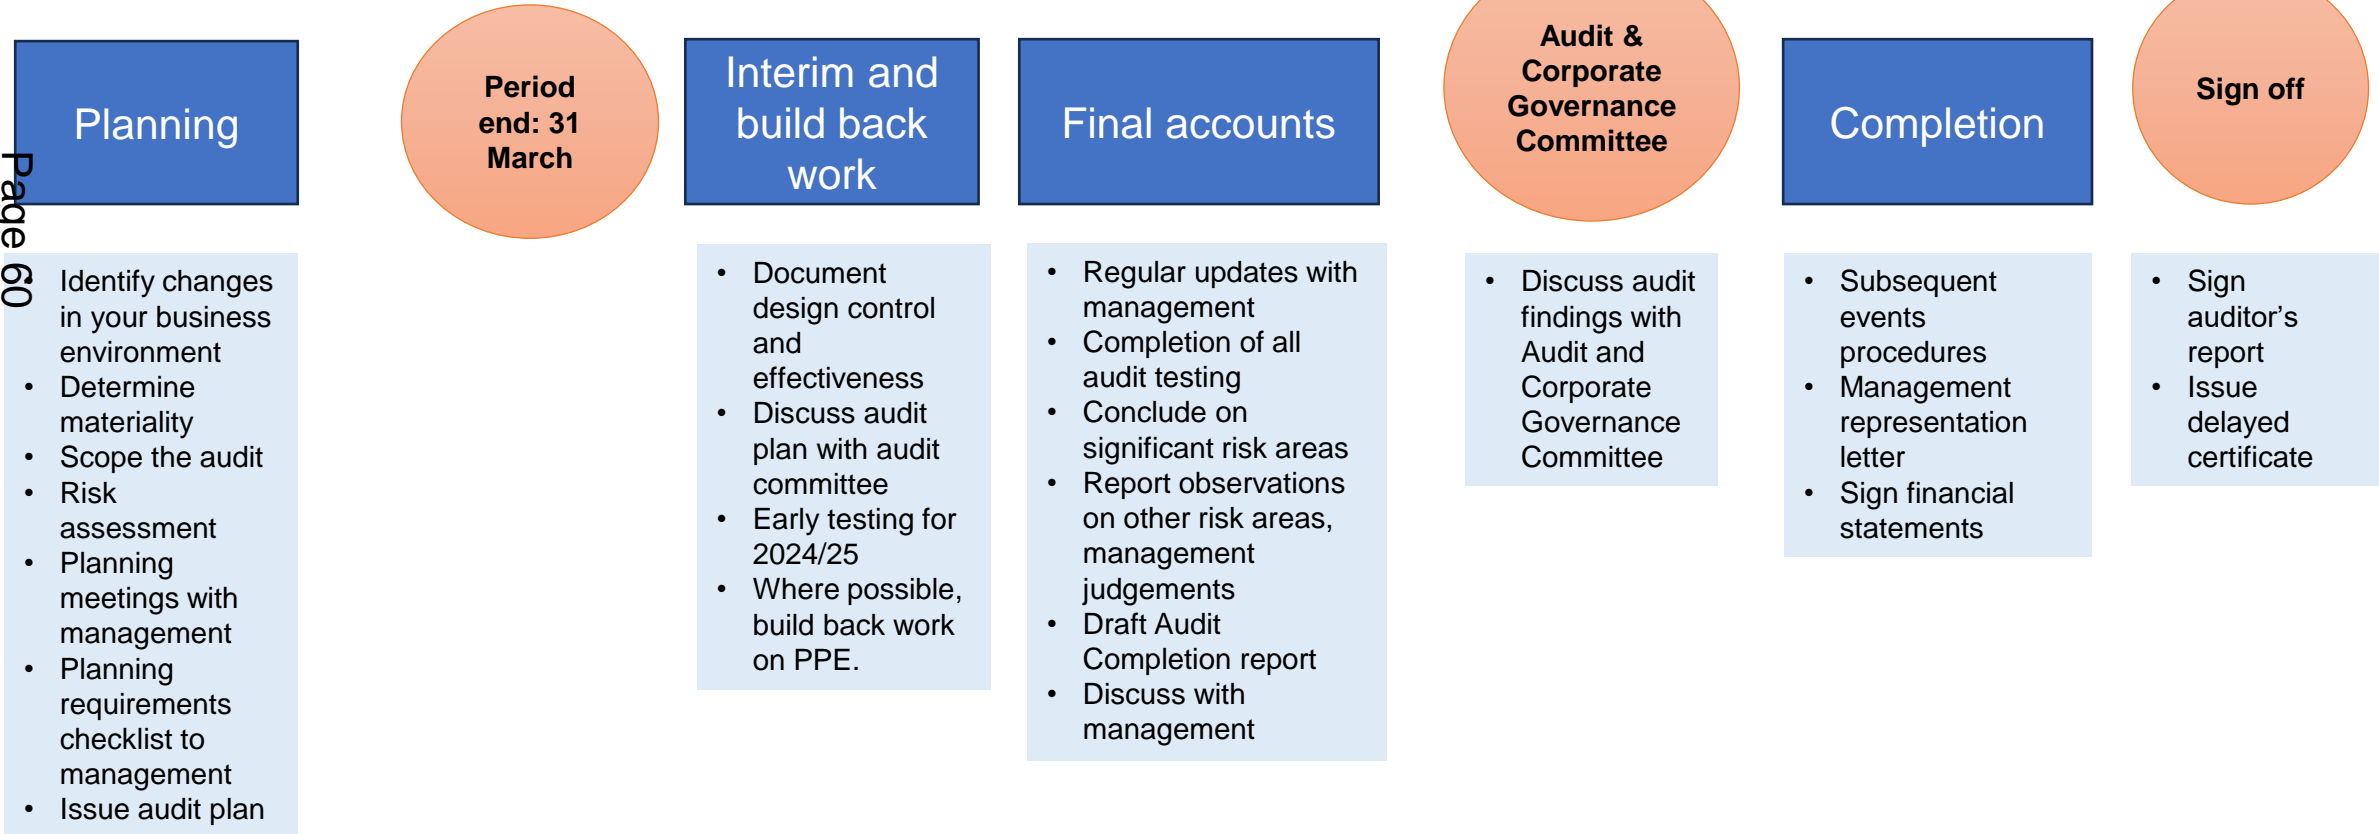 Planning
Period
end: 31
March
Interim and
build back
work
Final accounts
Audit &
Corporate
Governance
Committee
Completion
Sign off
Page 60
• Identify changes
in your business
environment
• Determine
materiality
• Scope the audit
• Risk
assessment
• Planning
meetings with
management
• Planning
requirements
checklist to
management
• Issue audit plan
• Document
design control
and
effectiveness
• Discuss audit
plan with audit
committee
• Early testing for
2024/25
• Where possible,
build back work
on PPE.
• Regular updates with
management
• Completion of all
audit testing
• Conclude on
significant risk areas
• Report observations
on other risk areas,
management
judgements
• Draft Audit
Completion report
• Discuss with
management
• Discuss audit
findings with
Audit and
Corporate
Governance
Committee
• Subsequent
events
procedures
• Management
representation
letter
• Sign financial
statements
• Sign
auditor’s
report
• Issue
delayed
certificate